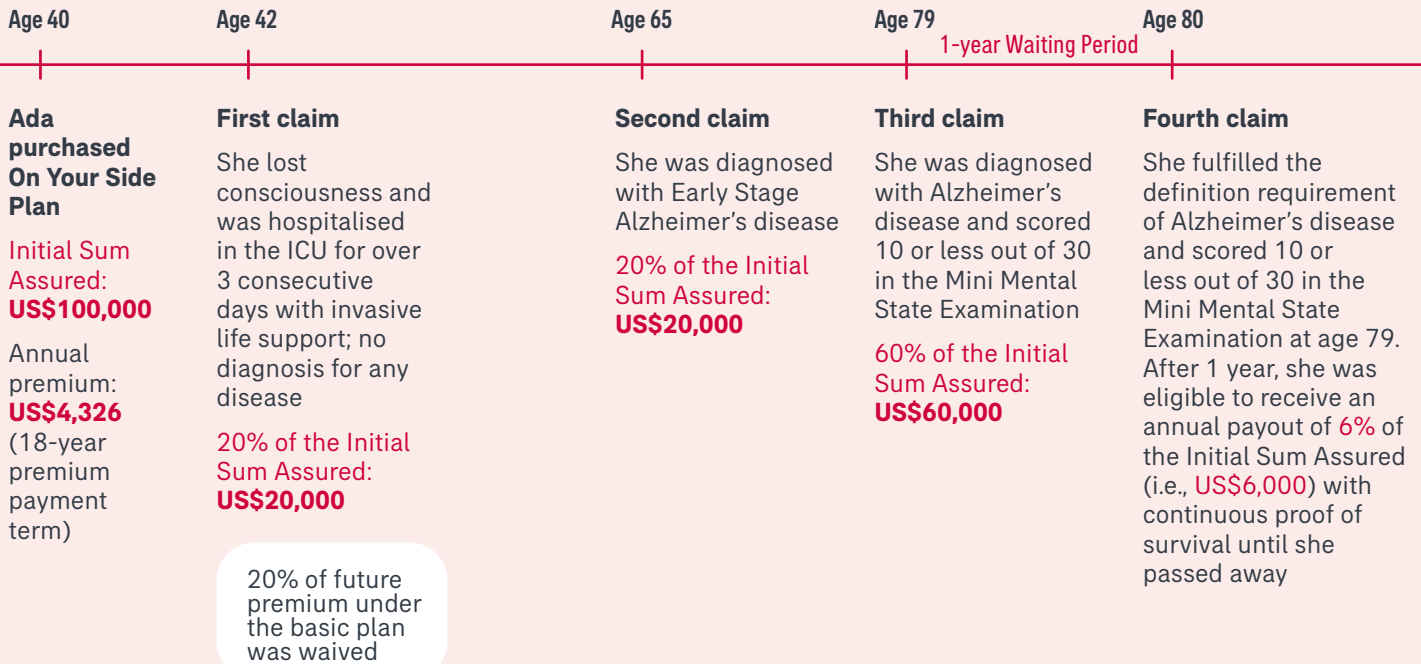 Age 40
Age 42
Age 65
Age 79
Age 80
1-year Waiting Period
Ada
purchased
On Your Side
Plan
Initial Sum
Assured:
US$100,000
Annual
premium:
US$4,326
(18-year
premium
payment
term)
First claim
She lost
consciousness and
was hospitalised
in the ICU for over
3 consecutive
days with invasive
life support; no
diagnosis for any
disease
20% of the Initial
Sum Assured:
US$20,000
20% of future
premium under
the basic plan
was waived
Second claim
She was diagnosed
with Early Stage
Alzheimer’s disease
20% of the Initial
Sum Assured:
US$20,000
Third claim
She was diagnosed
with Alzheimer’s
disease and scored
10 or less out of 30
in the Mini Mental
State Examination
60% of the Initial
Sum Assured:
US$60,000
Fourth claim
She fulfilled the
definition requirement
of Alzheimer’s disease
and scored 10 or
less out of 30 in the
Mini Mental State
Examination at age 79.
After 1 year, she was
eligible to receive an
annual payout of 6% of
the Initial Sum Assured
(i.e., US$6,000) with
continuous proof of
survival until she
passed away